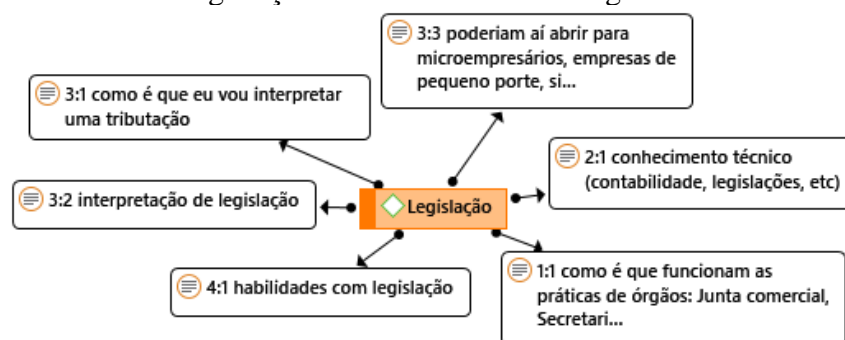 3:3 poderiam aí abrir para
microempresários, empresas de
pequeno porte, si...
3:1 como é que eu vou interpretar
uma tributação
2:1 conhecimento técnico
(contabilidade, legislações, etc)
3:2 interpretação de legislação
Legislação
4:1 habilidades com legislação
1:1 como é que funcionam as
práticas de órgãos: Junta comercial,
Secretari...